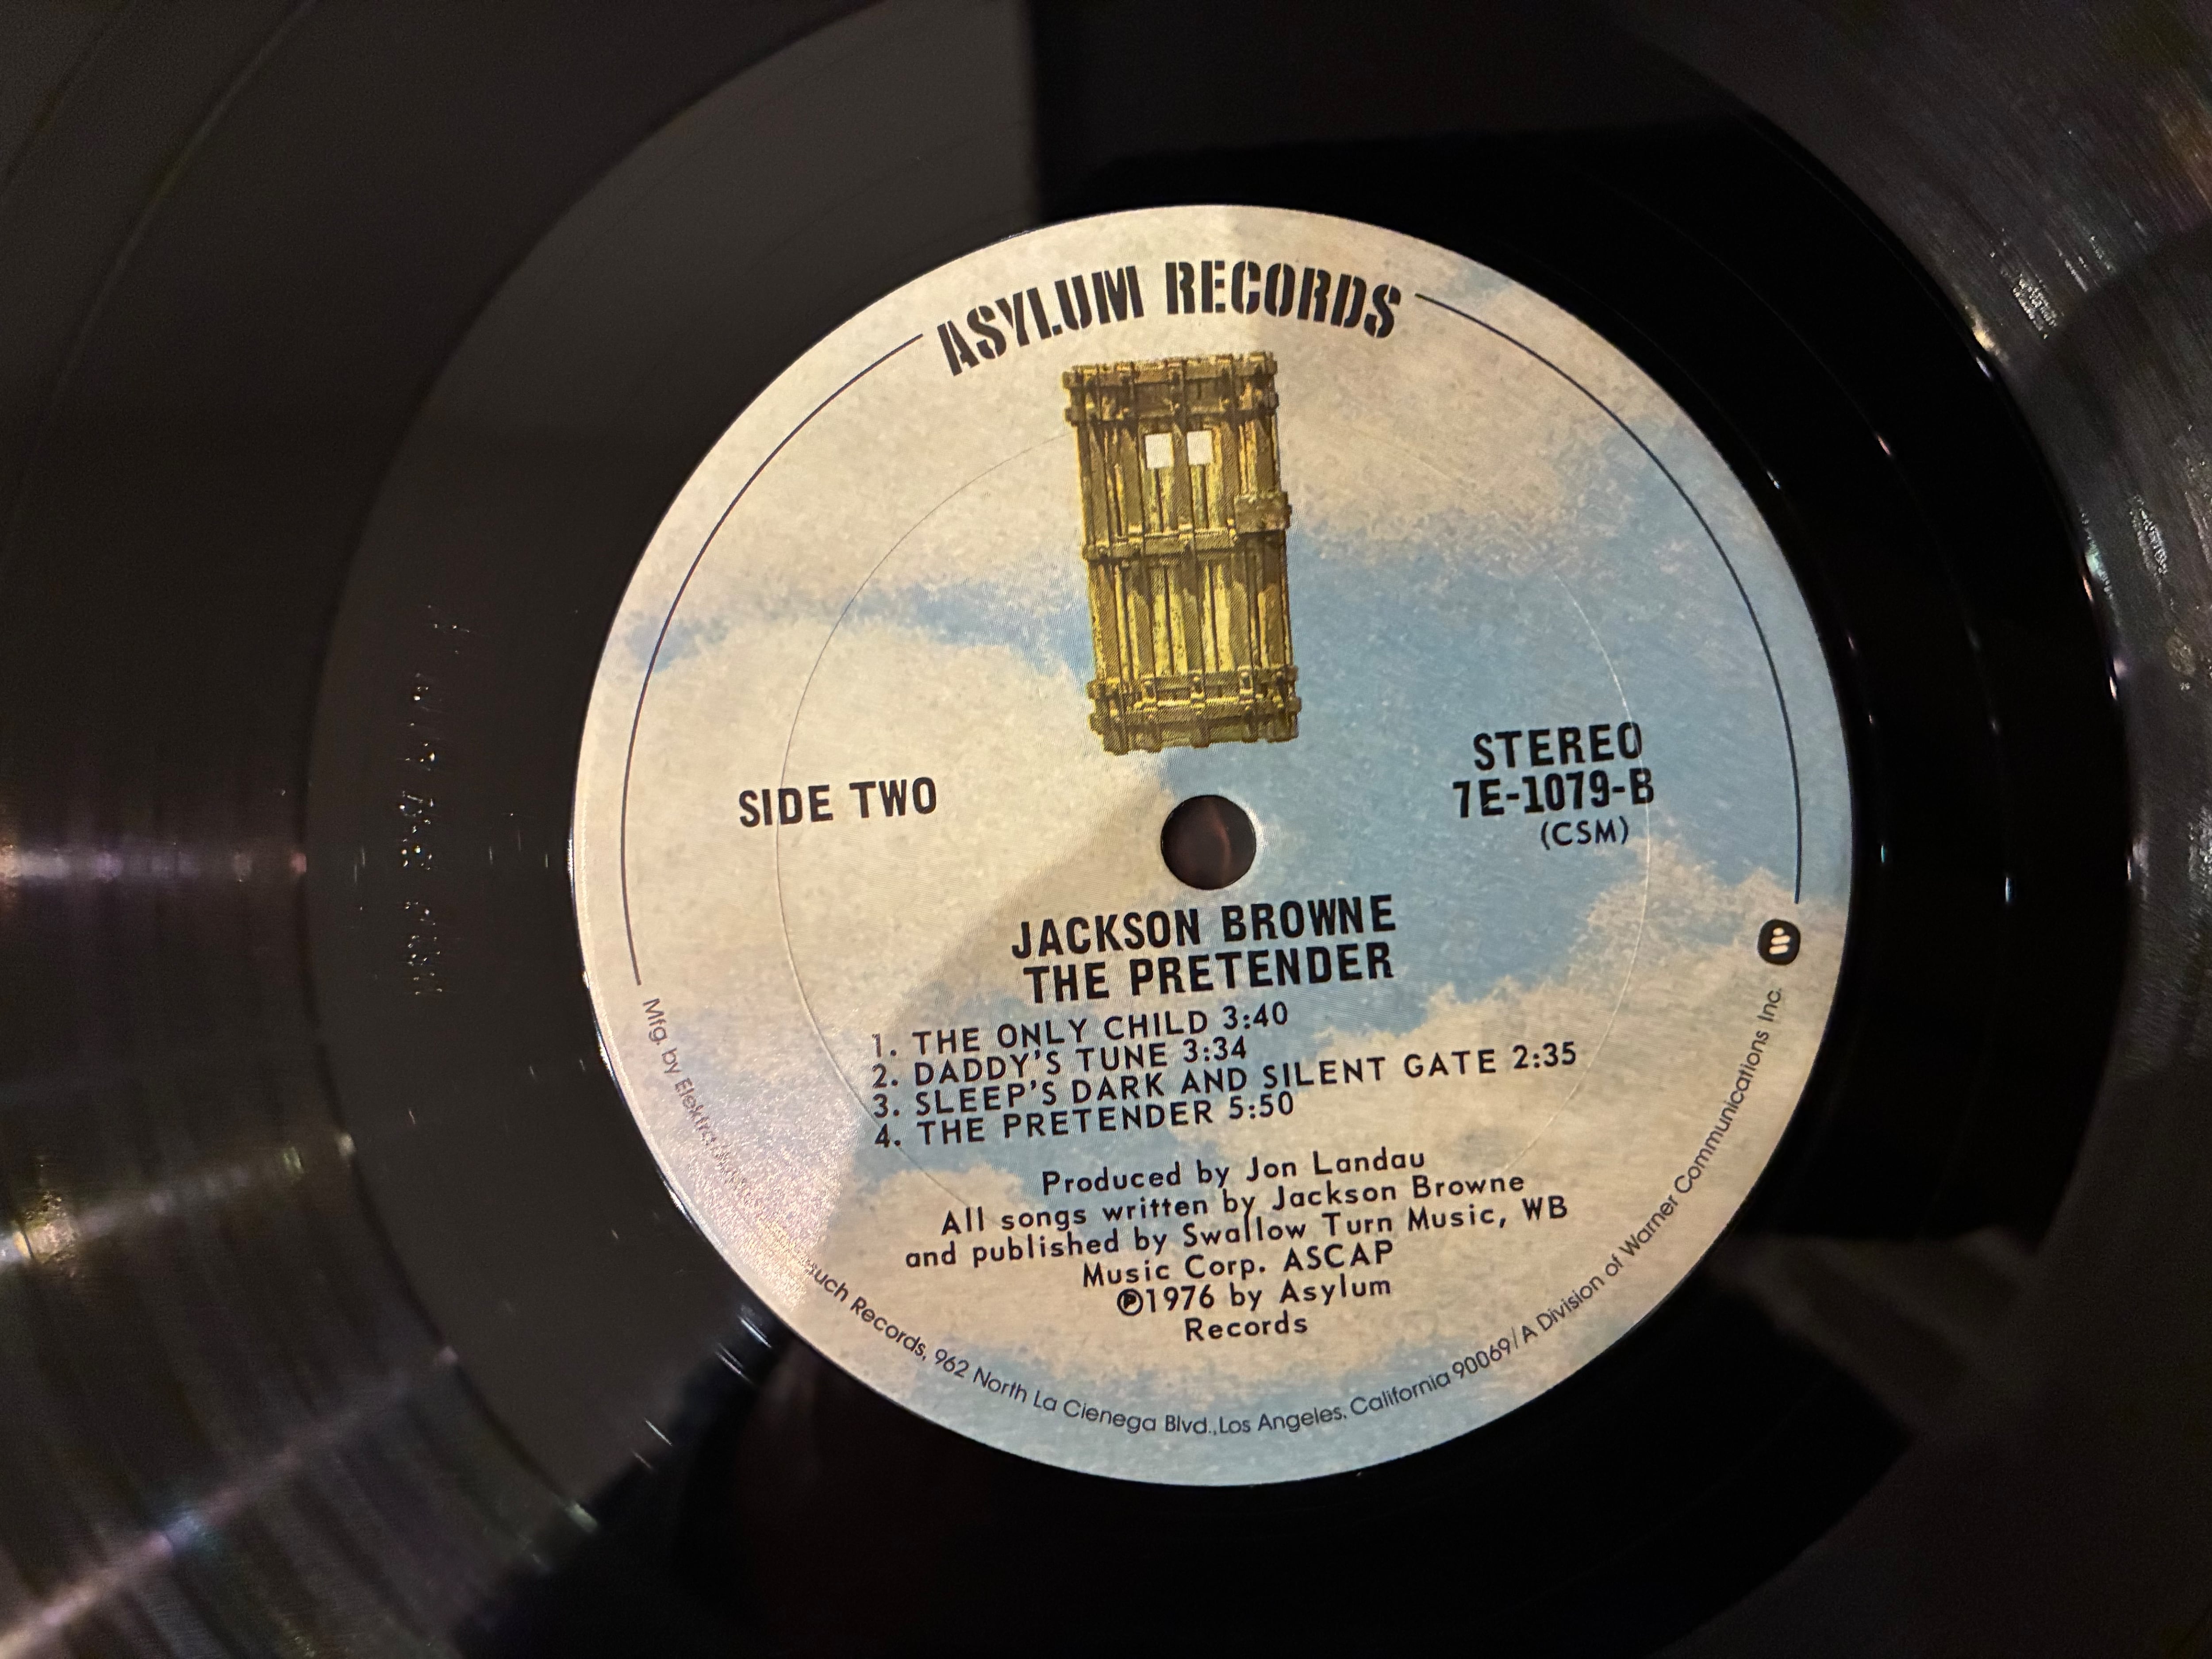 ASYLUM RECORDS
SIDE TWO
STEREO
7E-1079-B
(CSM)
JACKSON BROWNE
THE PRETENDER
1. THE ONLY CHILD 3:40
2. DADDY'S TUNE 3:34
3. SLEEP'S DARK AND SILENT GATE 2:35
4. THE PRETENDER 5:50
Produced by Jon Landau
All songs written by Jackson Browne
and published by Swallow Turn Music, WB
Music Corp. ASCAP
Ⓟ1976 by Asylum
Records
Mfg. by Records, 962 North La Cienega Blvd., Los Angeles, California 90069/A Division of Warner Communications Inc.